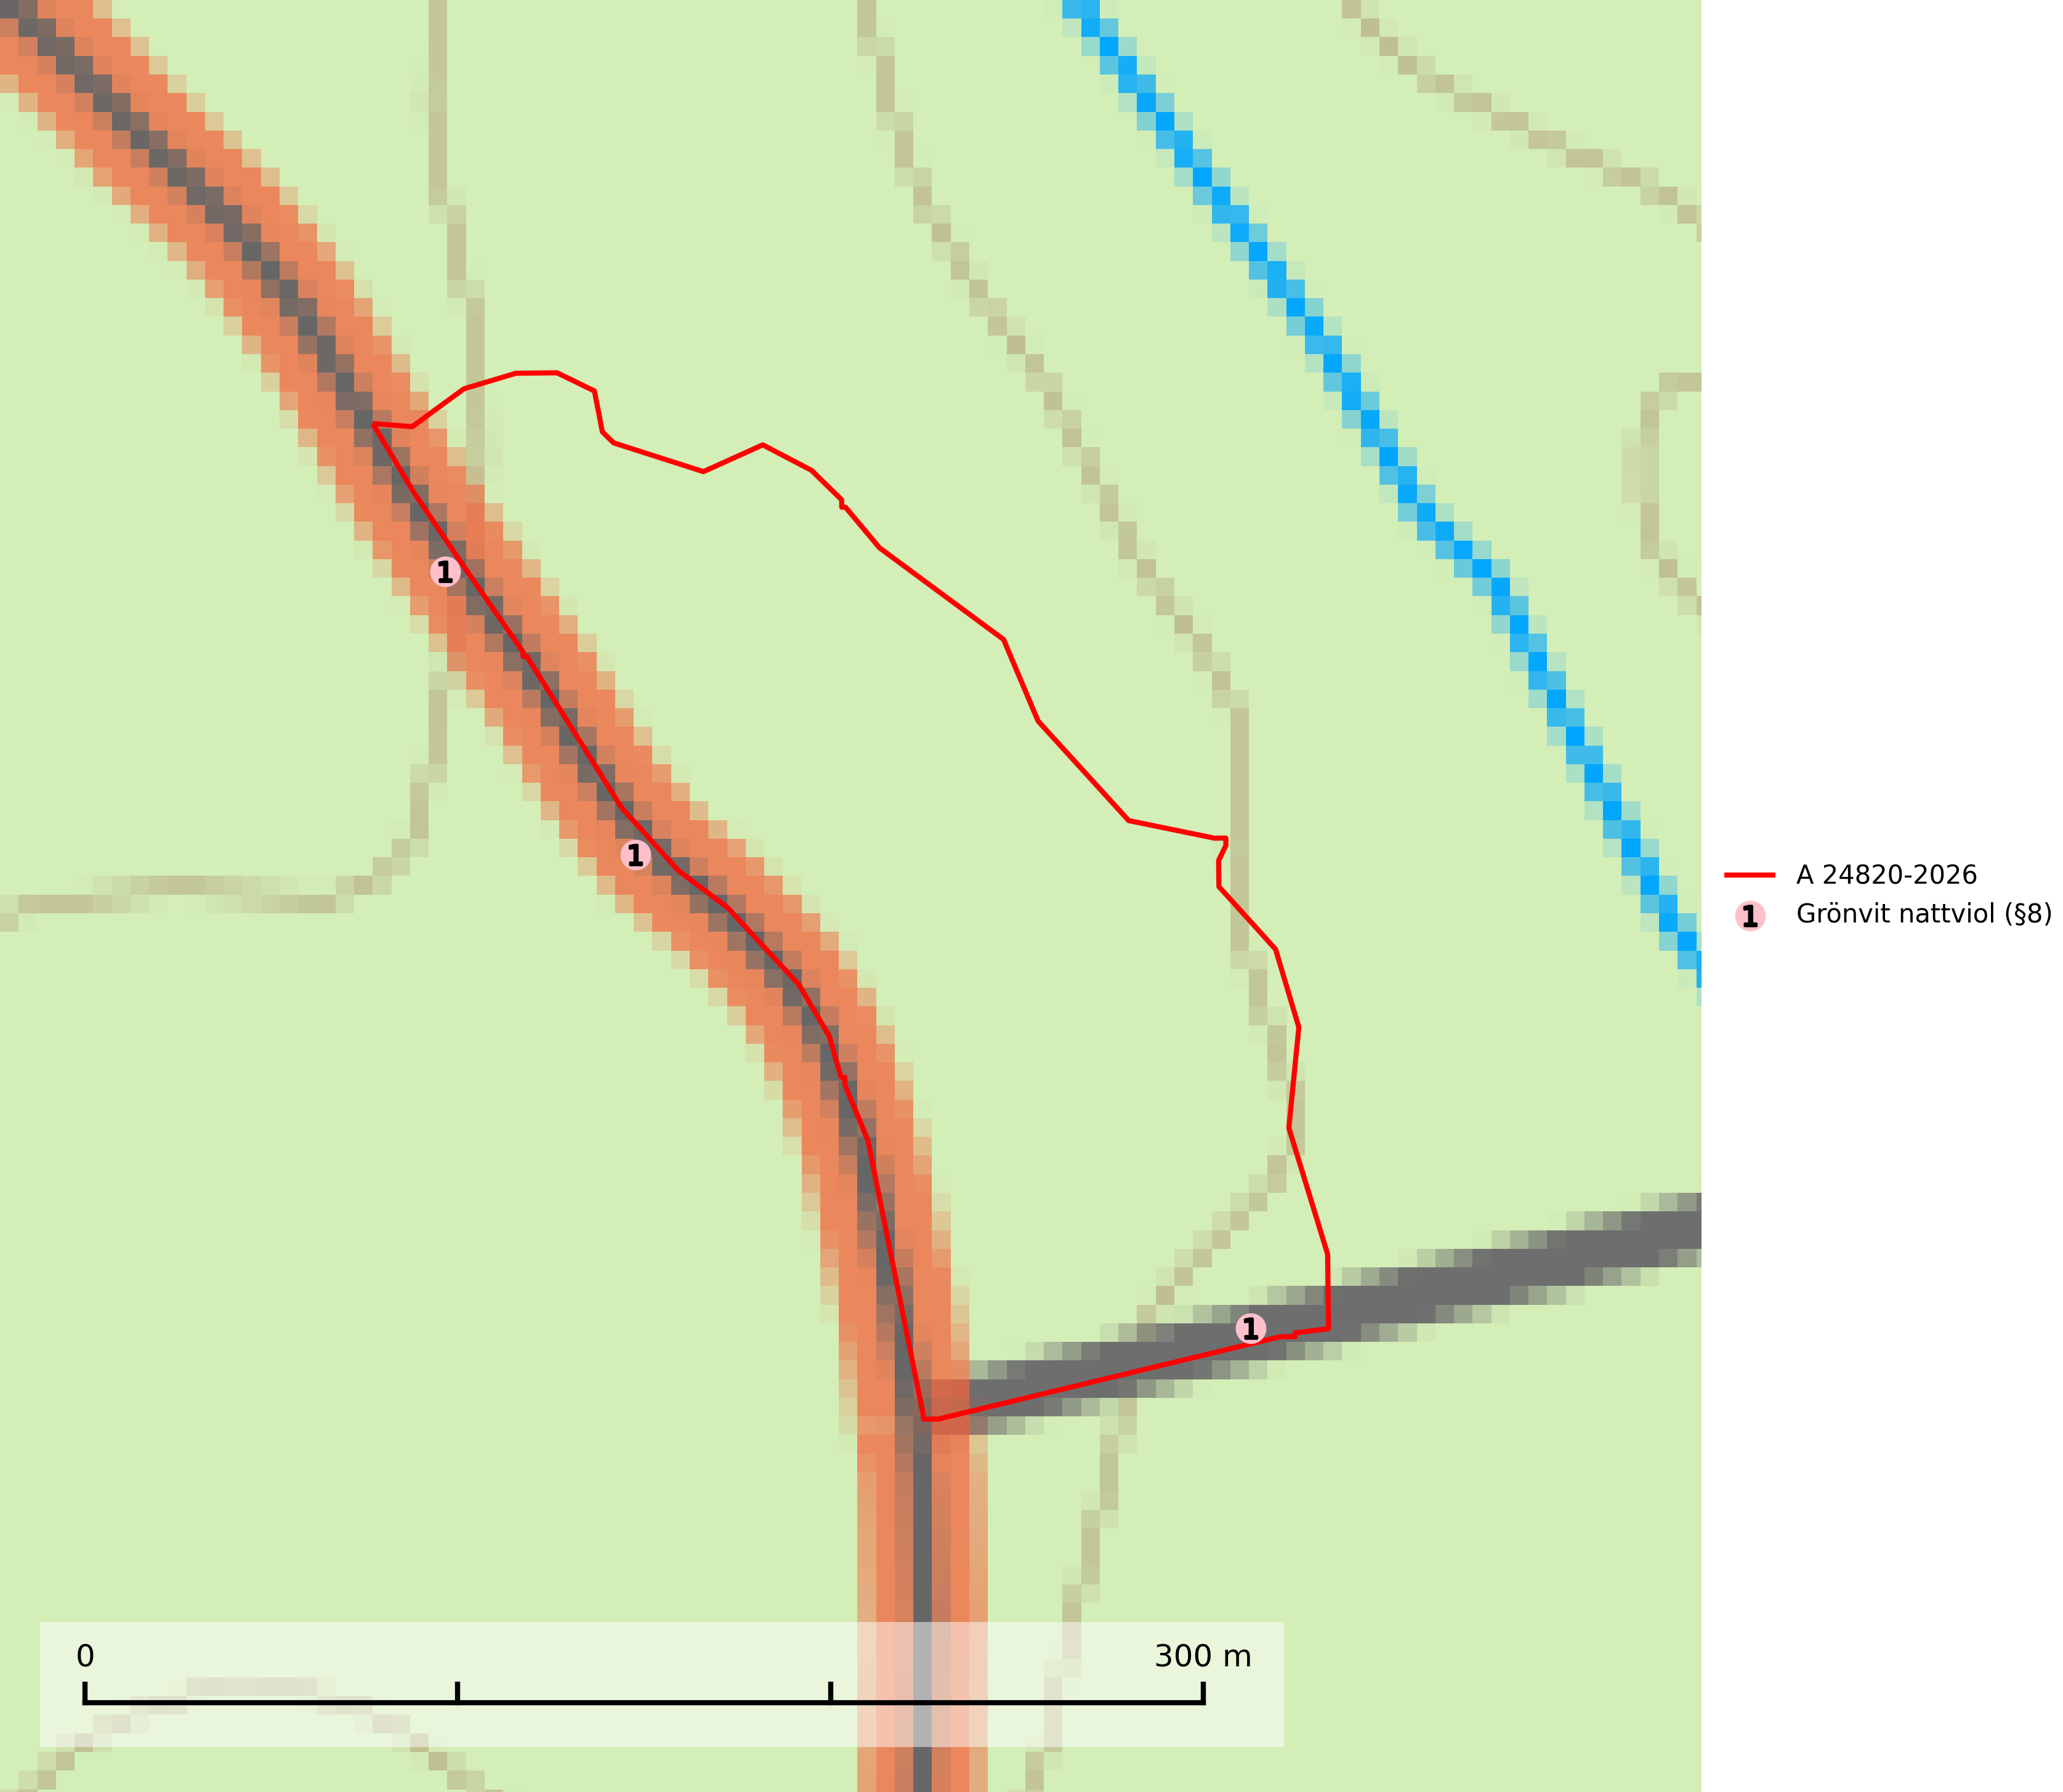 1
1
A 24820-2026
1 Grönvit nattviol (§8)
1
0 300 m